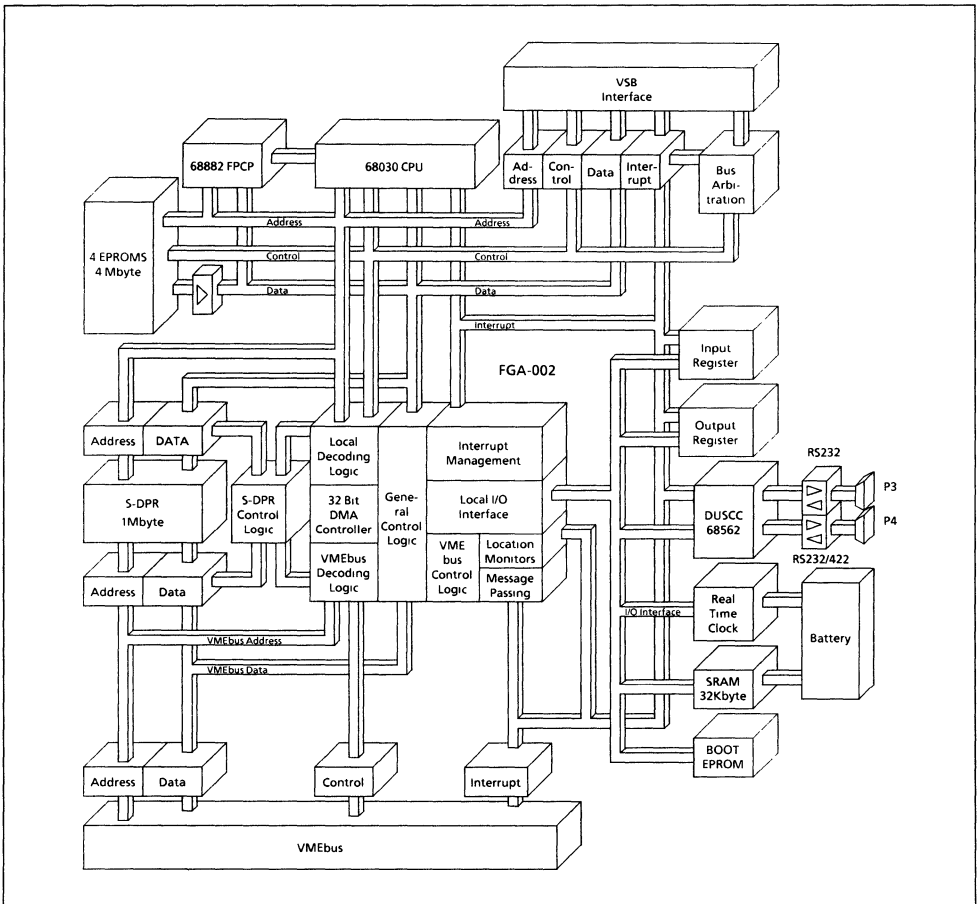 VSB
Interface
68882 FPCP
68030 CPU
Ad-
dress
Con-
trol
Data
Inter-
rupt
Bus
Arbi-
tration
4 EPROMS
4 Mbyte
Address
Address
Control
Control
Data
Data
Interrupt
FGA-002
Input
Register
Output
Register
Address
DATA
S-DPR
1Mbyte
Address
Data
S-DPR
Control
Logic
Local
Decoding
Logic
32 Bit
DMA
Controller
VMEbus
Decoding
Logic
Gene-
ral
Control
Logic
Interrupt
Management
Local I/O
Interface
VME
bus
Control
Logic
Location
Monitors
Message
Passing
DUSCC
68562
RS232
P3
P4
RS232/422
Real
Time
Clock
I/O Interface
Battery
SRAM
32Kbyte
BOOT
EPROM
VMEbus Address
VMEbus Data
Address
Data
Control
Interrupt
VMEbus